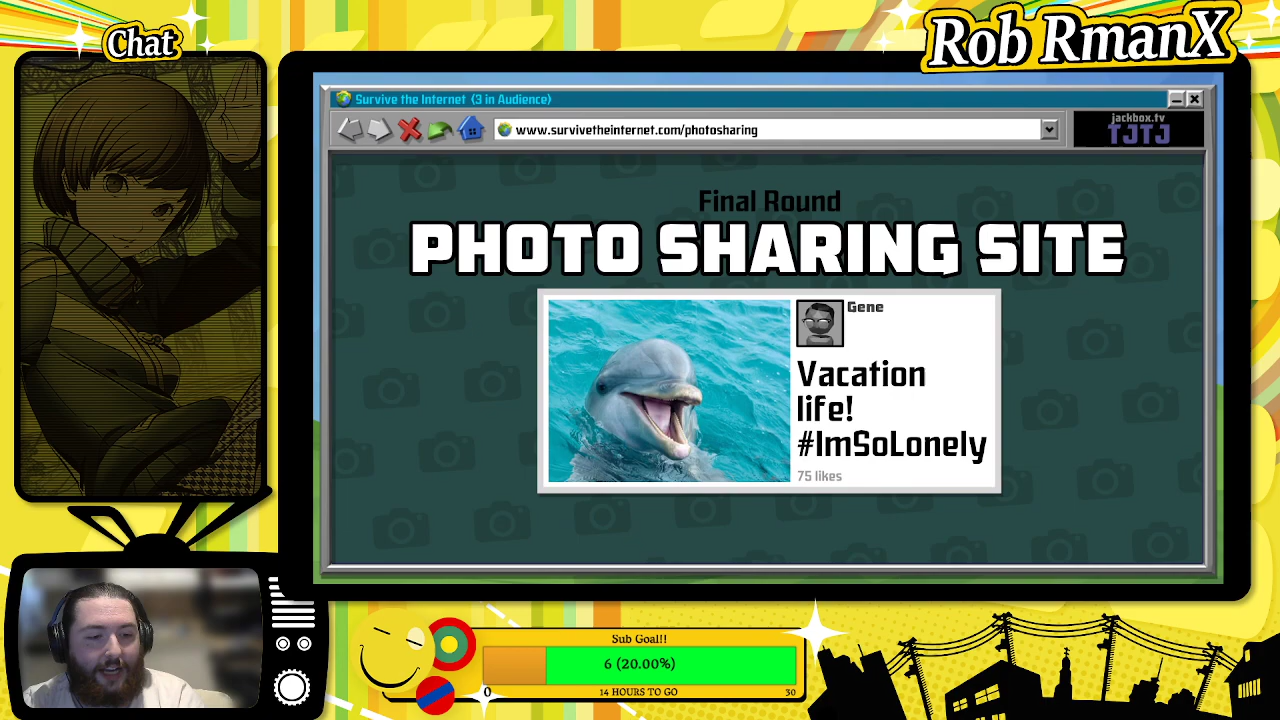 Chat
Rob RmanX
Survive the Internet (3 in Audience)
www.survivetheinternet.com/photosharing
jackbox.tv
TJTJ
Final Round
PHOTO SHARING SITE
Gene
Vacation
life!
#ImSoLonely
75 likes
Sub Goal!!
6 (20.00%)
0
14 HOURS TO GO
30